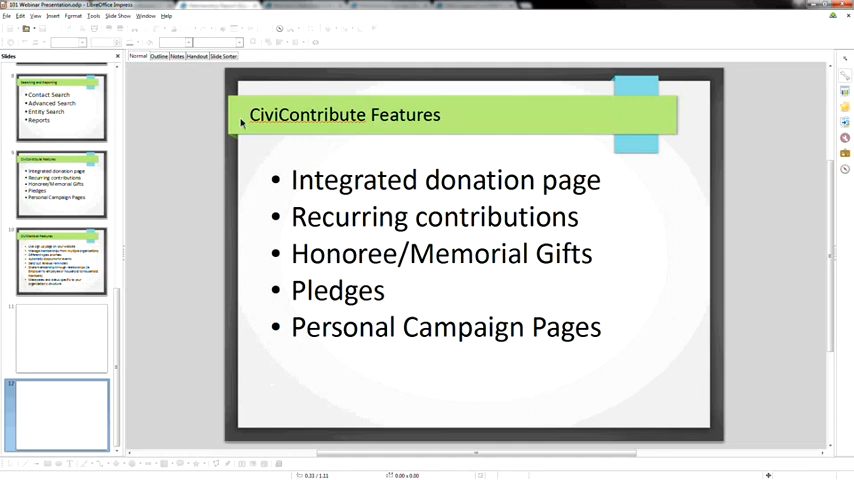 101 Webinar Presentation.odp - LibreOffice Impress
File Edit View Insert Format Tools Slide Show Window Help
Slides
Normal Outline Notes Handout Slide Sorter
Searching and Reporting
• Contact Search
• Advanced Search
• Entity Search
• Reports
9
CiviContribute Features
• Integrated donation page
• Recurring contributions
• Honoree/Memorial Gifts
• Pledges
• Personal Campaign Pages
10
11
12
CiviContribute Features
• Integrated donation page
• Recurring contributions
• Honoree/Memorial Gifts
• Pledges
• Personal Campaign Pages
0.33 / 1.11
0.00 x 0.00